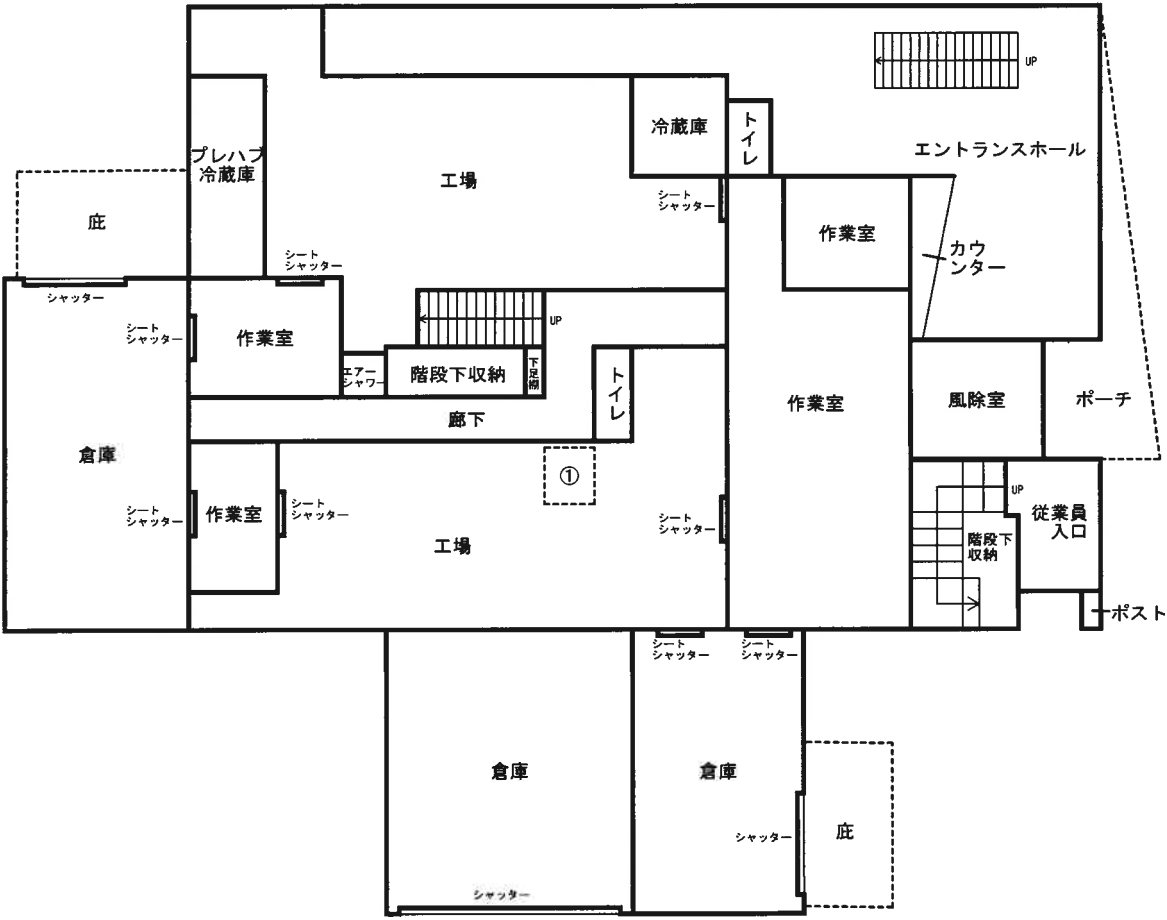 UP
冷蔵庫
トイレ
エントランスホール
プレハブ
冷蔵庫
工場
シート
シャッター
庇
作業室
カウ
ンター
シート
シャッター
シャッター
シート
シャッター
作業室
UP
エアー
シャワー
階段下収納
下足棚
トイレ
作業室
風除室
ポーチ
廊下
倉庫
①
UP
シート
シャッター
作業室
シート
シャッター
工場
シート
シャッター
階段下
収納
従業員
入口
ポスト
シート
シャッター
シート
シャッター
倉庫
倉庫
シャッター
庇
シャッター